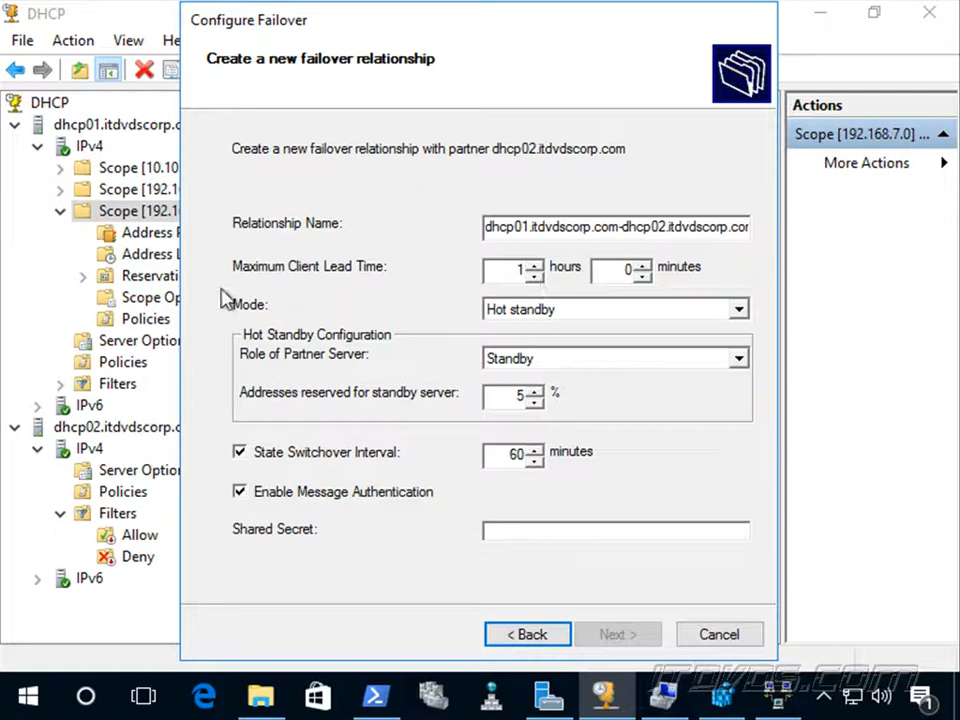 DHCP
Configure Failover
File Action View He
Create a new failover relationship
DHCP
dhcp01.itdvdscorp.c
IPv4
Scope [10.10
Scope [192.1
Scope [192.1
Address P
Address L
Reservati
Scope Op
Policies
Server Option
Policies
Filters
IPv6
dhcp02.itdvdscorp.c
IPv4
Server Option
Policies
Filters
Allow
Deny
IPv6
Create a new failover relationship with partner dhcp02.itdvdscorp.com
Relationship Name: dhcp01.itdvdscorp.com-dhcp02.itdvdscorp.cor
Maximum Client Lead Time: 1 hours 0 minutes
Mode: Hot standby
Hot Standby Configuration
Role of Partner Server: Standby
Addresses reserved for standby server: 5 %
State Switchover Interval: 60 minutes
Enable Message Authentication
Shared Secret:
< Back Next > Cancel
Actions
Scope [192.168.7.0] ...
More Actions
ITDVDS.COM
1